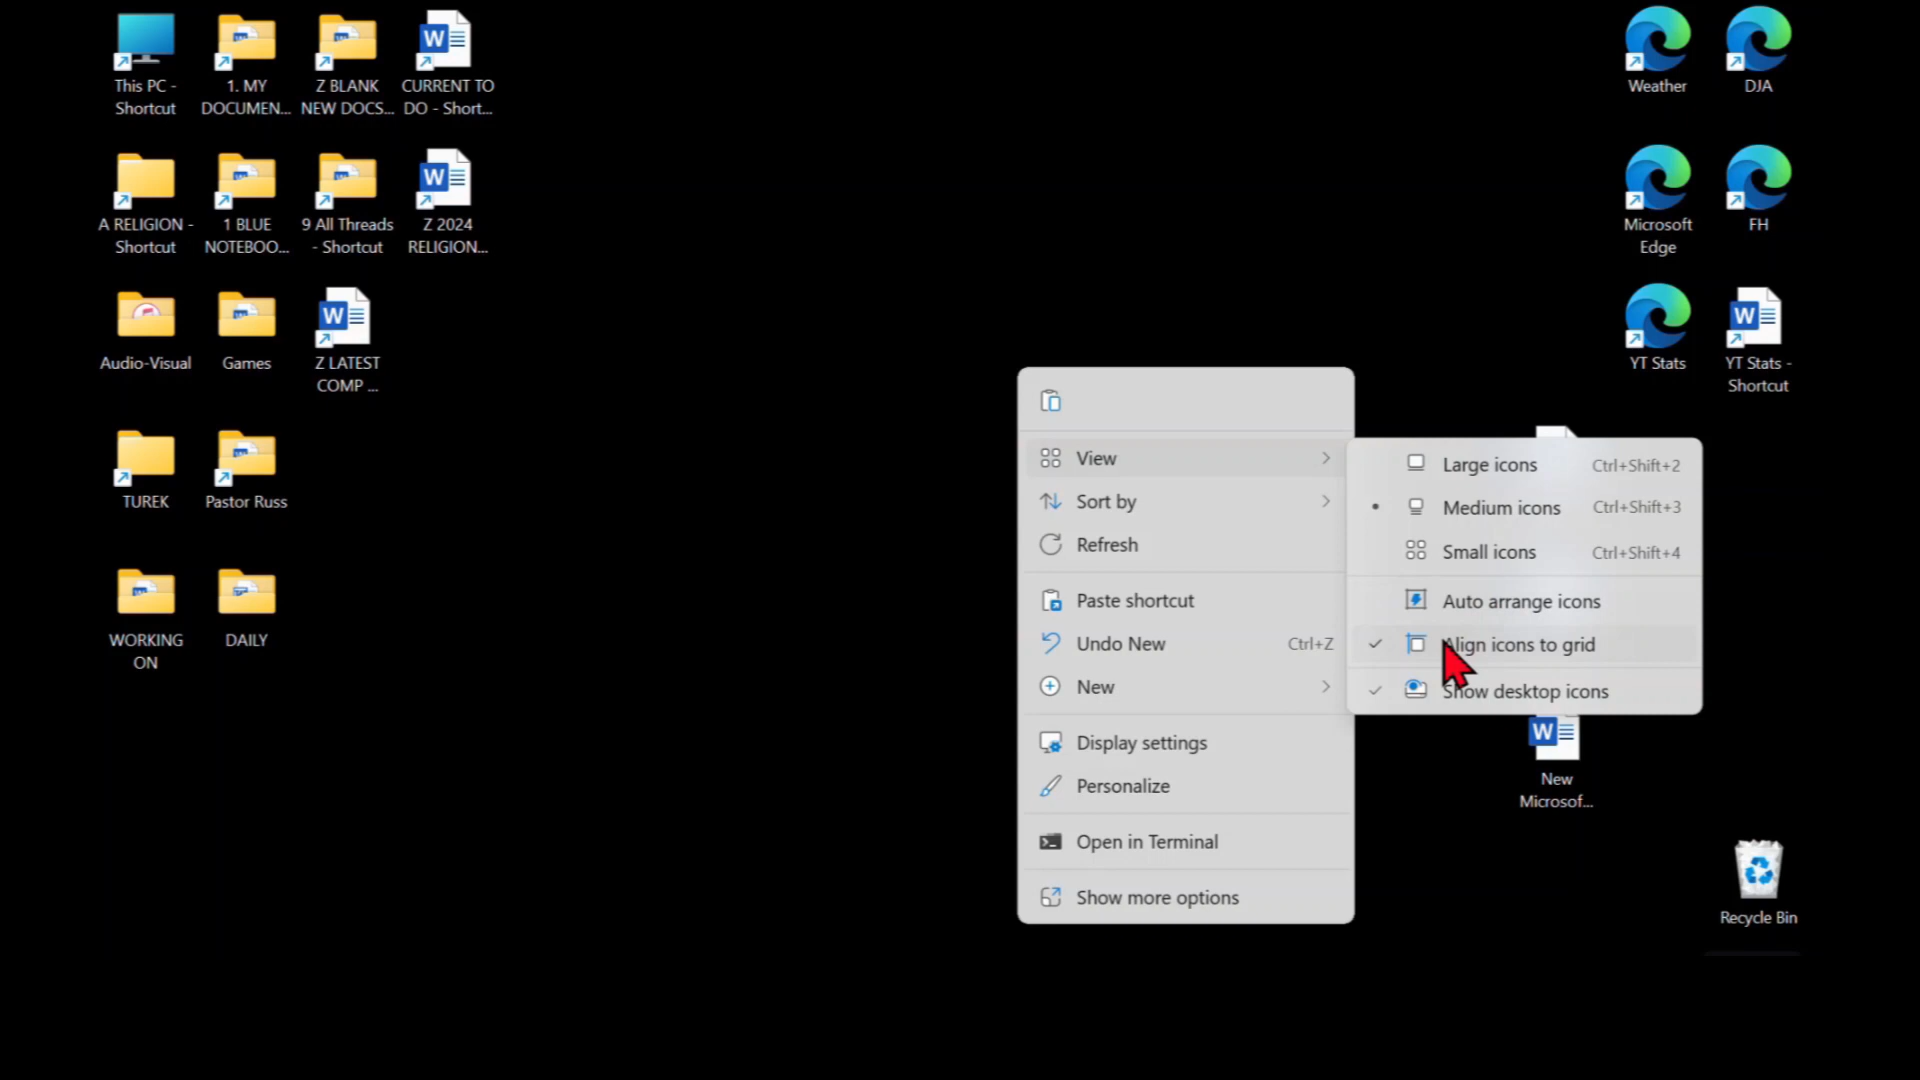 This PC -
Shortcut
1. MY
DOCUMEN...
Z BLANK
NEW DOCS...
CURRENT TO
DO - Short...
Weather
DJA
A RELIGION -
Shortcut
1 BLUE
NOTEBOO...
9 All Threads
- Shortcut
Z 2024
RELIGION...
Microsoft
Edge
FH
Audio-Visual
Games
Z LATEST
COMP ...
YT Stats
YT Stats -
Shortcut
TUREK
Pastor Russ
WORKING
ON
DAILY
View
Sort by
Refresh
Paste shortcut
Undo New Ctrl+Z
New
Display settings
Personalize
Open in Terminal
Show more options
Large icons Ctrl+Shift+2
Medium icons Ctrl+Shift+3
Small icons Ctrl+Shift+4
Auto arrange icons
Align icons to grid
Show desktop icons
New
Microsof...
Recycle Bin